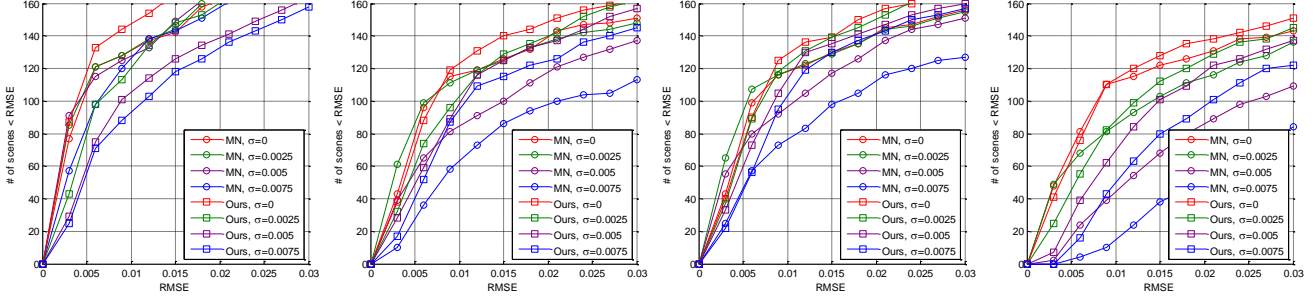 160
140
120
100
80
60
40
20
0
# of scenes < RMSE
0 0.005 0.01 0.015 0.02 0.025 0.03
RMSE
MN, σ=0
MN, σ=0.0025
MN, σ=0.005
MN, σ=0.0075
Ours, σ=0
Ours, σ=0.0025
Ours, σ=0.005
Ours, σ=0.0075
160
140
120
100
80
60
40
20
0
# of scenes < RMSE
0 0.005 0.01 0.015 0.02 0.025 0.03
RMSE
MN, σ=0
MN, σ=0.0025
MN, σ=0.005
MN, σ=0.0075
Ours, σ=0
Ours, σ=0.0025
Ours, σ=0.005
Ours, σ=0.0075
160
140
120
100
80
60
40
20
0
# of scenes < RMSE
0 0.005 0.01 0.015 0.02 0.025 0.03
RMSE
MN, σ=0
MN, σ=0.0025
MN, σ=0.005
MN, σ=0.0075
Ours, σ=0
Ours, σ=0.0025
Ours, σ=0.005
Ours, σ=0.0075
160
140
120
100
80
60
40
20
0
# of scenes < RMSE
0 0.005 0.01 0.015 0.02 0.025 0.03
RMSE
MN, σ=0
MN, σ=0.0025
MN, σ=0.005
MN, σ=0.0075
Ours, σ=0
Ours, σ=0.0025
Ours, σ=0.005
Ours, σ=0.0075